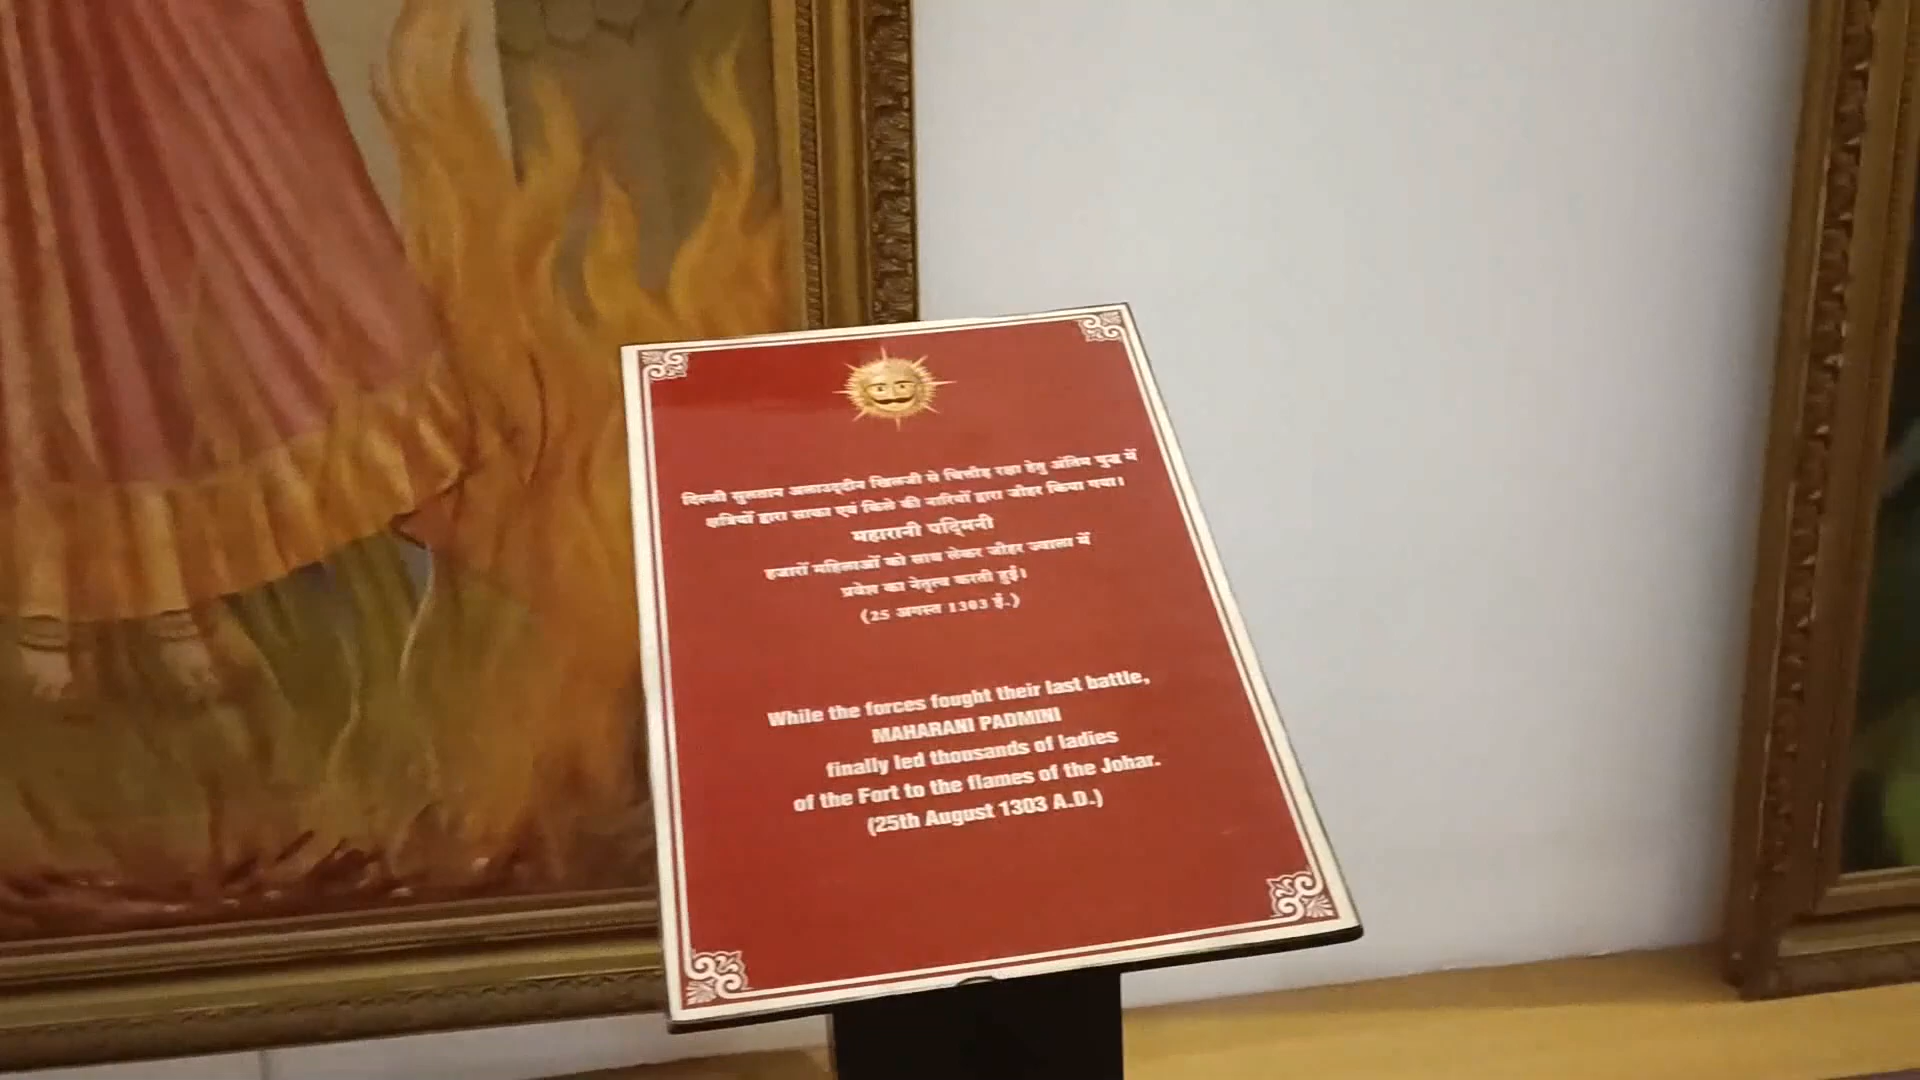 दिल्ली सुलतान अलाउद्‌दीन खिलजी से चित्तौड़ रक्षा हेतु अंतिम युद्ध में
क्षत्रियों द्वारा साका एवं किले की नारियों द्वारा जौहर किया गया।
महारानी पद्‌मिनी
हजारों महिलाओं को साथ लेकर जौहर ज्वाला में
प्रवेश का नेतृत्व करती हुई।
(25 अगस्त 1303 ई.)
While the forces fought their last battle,
MAHARANI PADMINI
finally led thousands of ladies
of the Fort to the flames of the Johar.
(25th August 1303 A.D.)